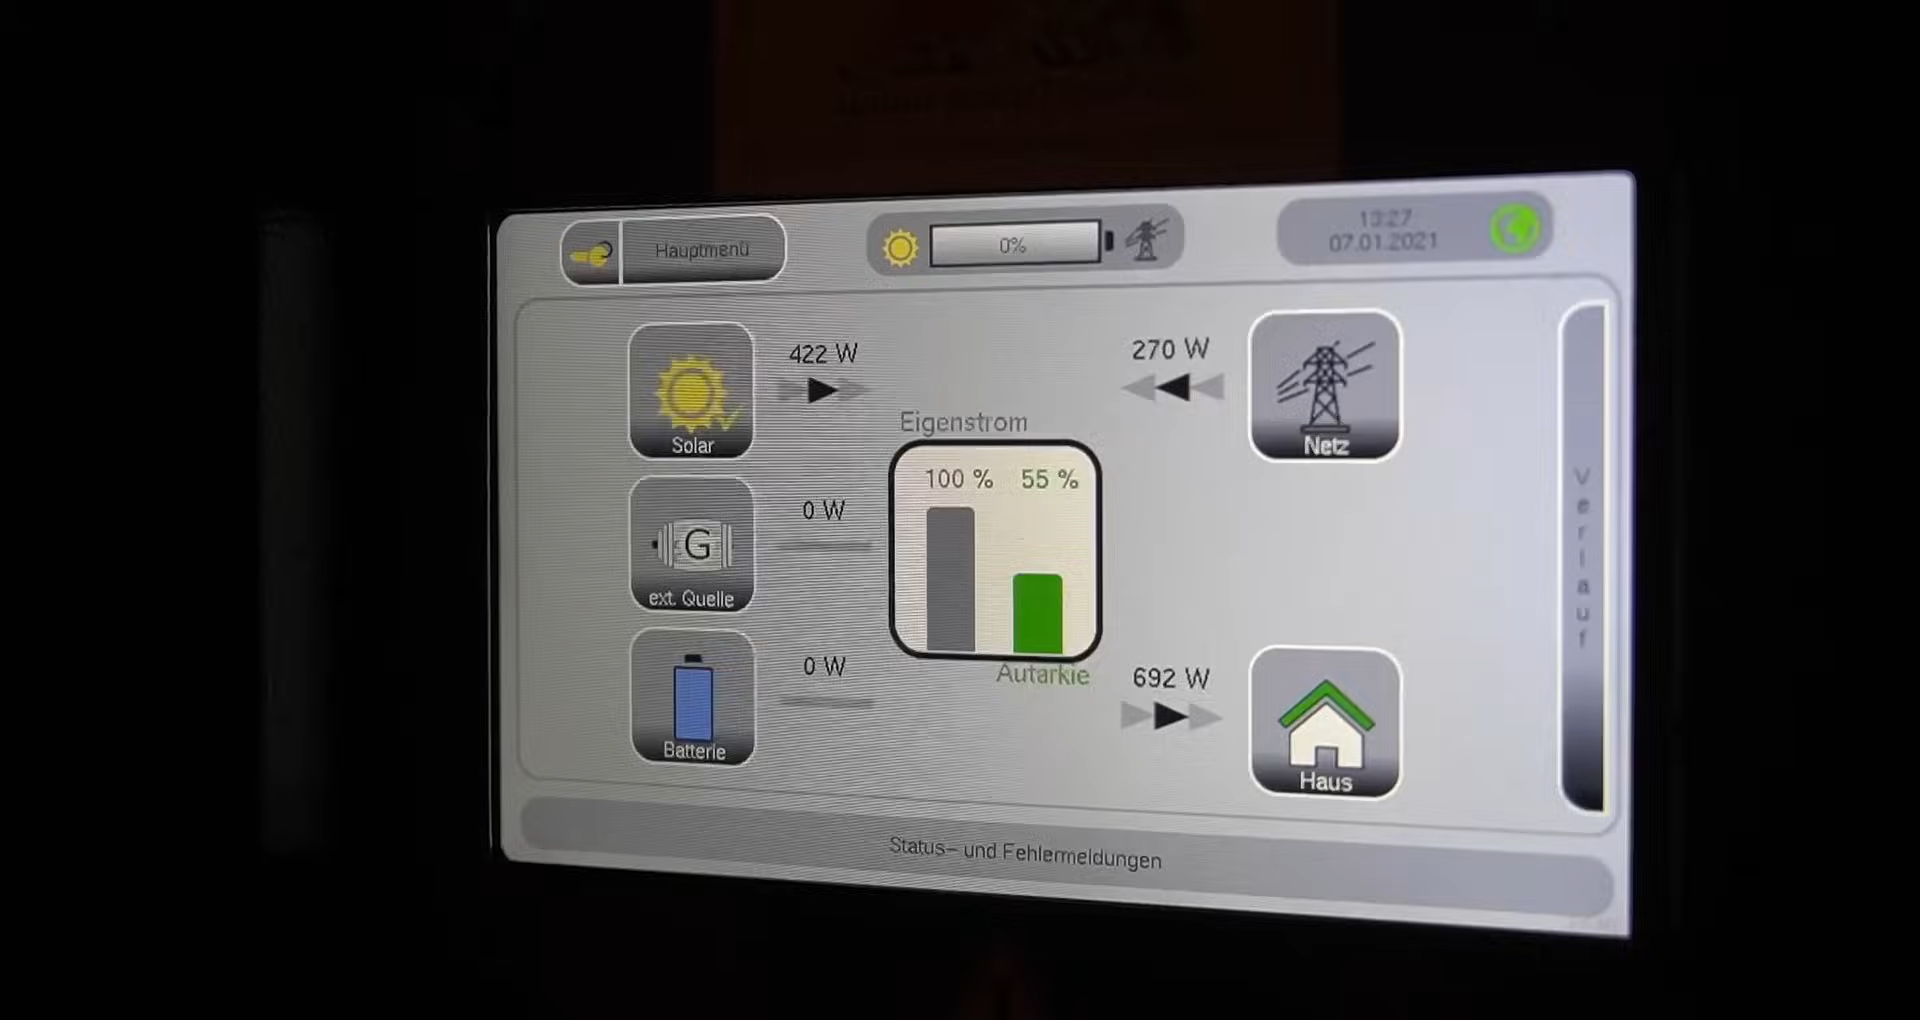 Hauptmenü
0%
13:27
07.01.2021
422 W
270 W
Solar
Netz
Eigenstrom
100 % 55 %
0 W
G
ext. Quelle
0 W
Batterie
Autarkie
692 W
Haus
Verlauf
Status- und Fehlermeldungen